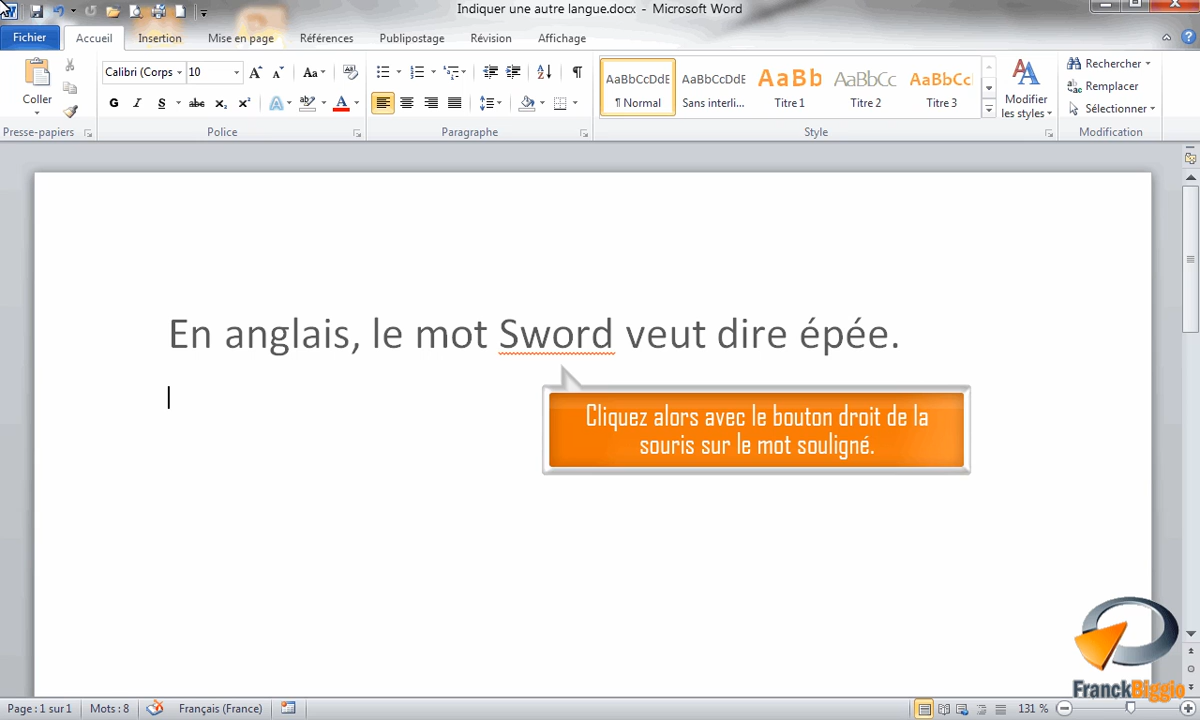 Indiquer une autre langue.docx - Microsoft Word
Fichier Accueil Insertion Mise en page Références Publipostage Révision Affichage
Coller
Calibri (Corps 10
AaBbCcDdE AaBbCcDdE AaBb AaBbCc AaBbCc
¶ Normal Sans interli... Titre 1 Titre 2 Titre 3
Modifier
les styles
Rechercher
Remplacer
Sélectionner
Presse-papiers Police Paragraphe Style Modification
En anglais, le mot Sword veut dire épée.
Cliquez alors avec le bouton droit de la
souris sur le mot souligné.
FranckBiggio
Page : 1 sur 1 Mots : 8 Français (France) 131 %